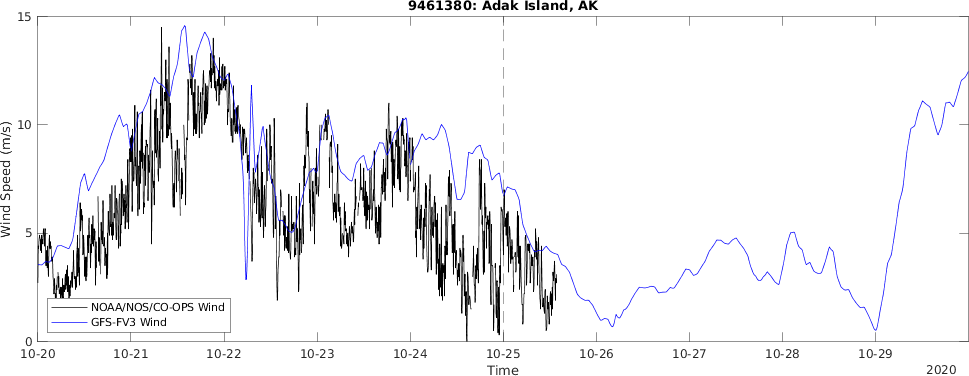 9461380: Adak Island, AK
Wind Speed (m/s)
15
10
5
0
NOAA/NOS/CO-OPS Wind
GFS-FV3 Wind
10-20 10-21 10-22 10-23 10-24 10-25 10-26 10-27 10-28 10-29
Time
2020